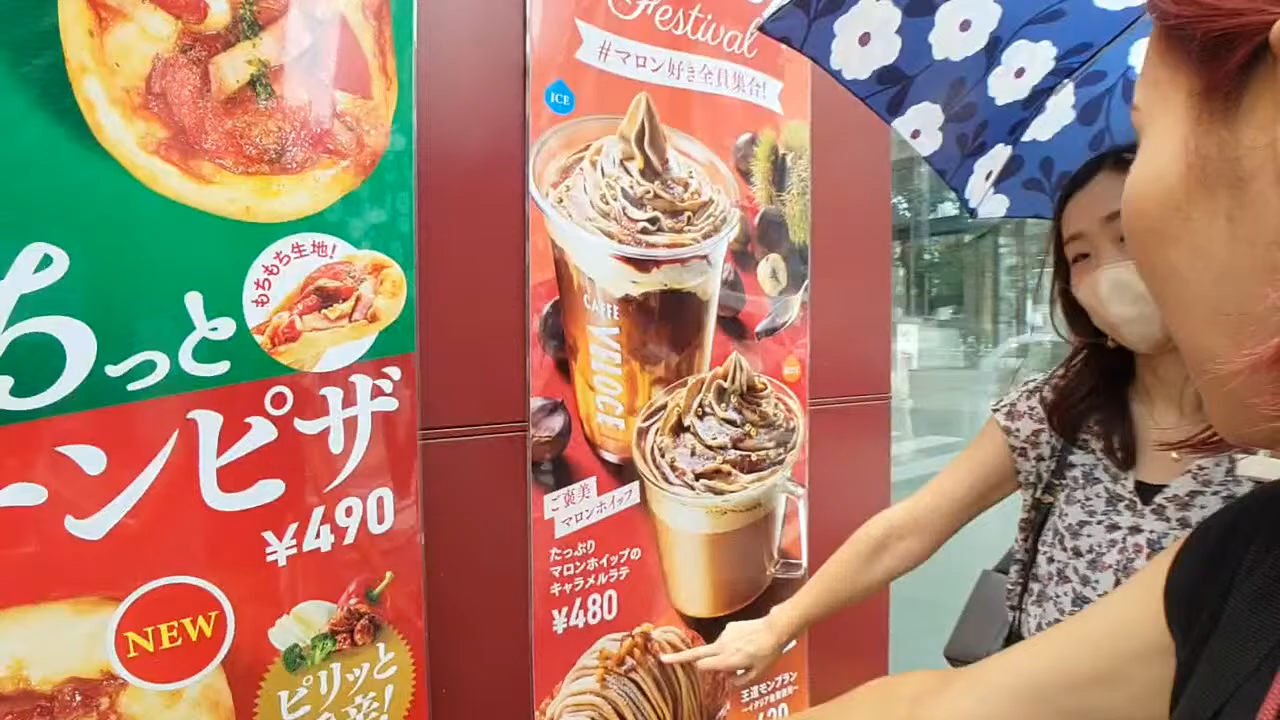 もちもち生地!
ちっと
ーンピザ
¥490
NEW
ピリッと
Festival
#マロン好き全員集合!
ICE
CAFFE
VELOCE
HOT
ご褒美
マロンホイップ
たっぷり
マロンホイップの
キャラメルラテ
¥480
王道モンブラン